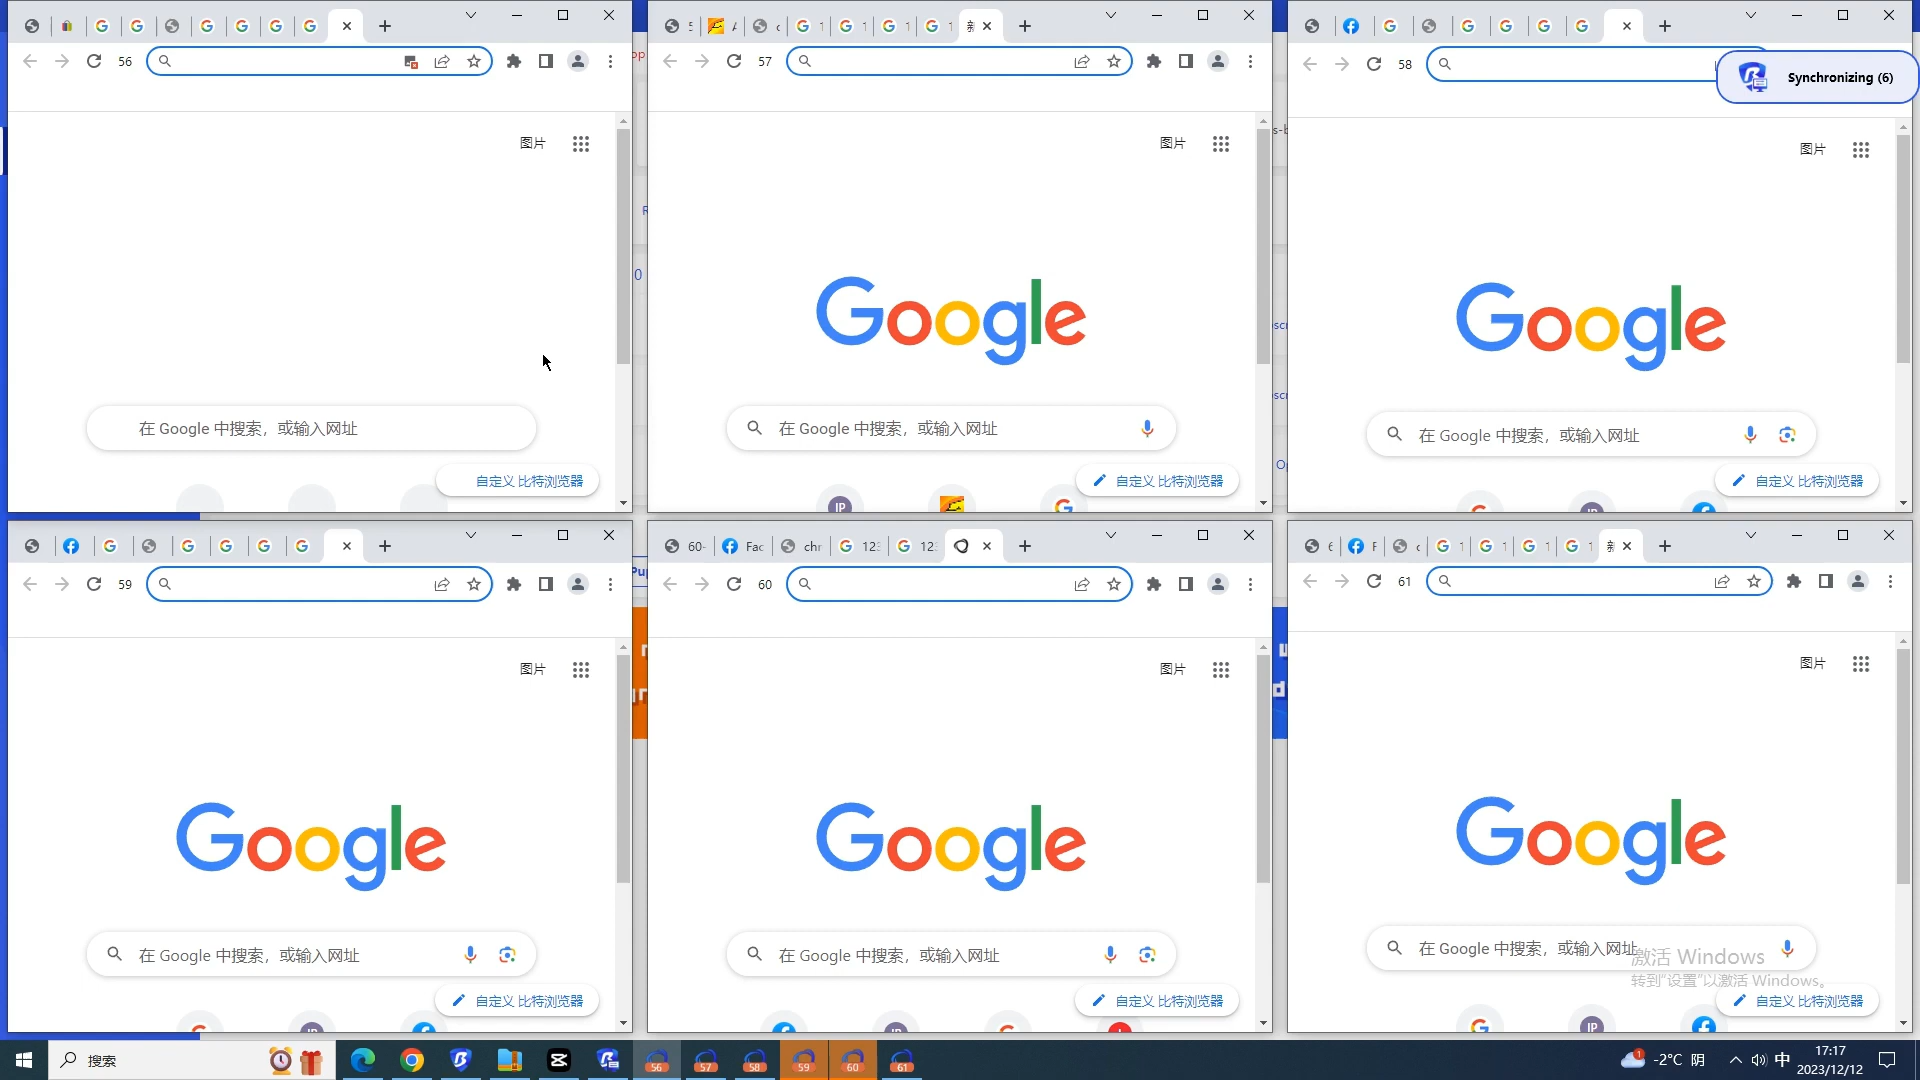 56
图片
在 Google 中搜索，或输入网址
自定义 比特浏览器
57
图片
Google
在 Google 中搜索，或输入网址
自定义 比特浏览器
IP
58
Synchronizing (6)
图片
Google
在 Google 中搜索，或输入网址
自定义 比特浏览器
59
图片
Google
在 Google 中搜索，或输入网址
自定义 比特浏览器
60-
Fac
chr
12
12
60
图片
Google
在 Google 中搜索，或输入网址
自定义 比特浏览器
61
图片
Google
在 Google 中搜索，或输入网址
激活 Windows
转到“设置”以激活 Windows。
自定义 比特浏览器
IP
搜索
56
57
58
59
60
61
-2°C 阴
中
17:17
2023/12/12